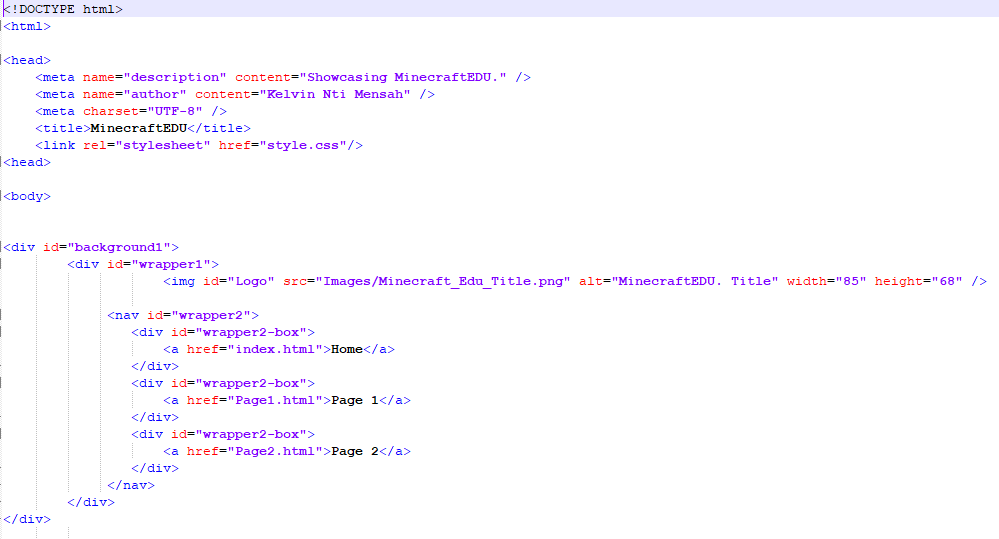 <!DOCTYPE html>
<html>
<head>
<meta name="description" content="Showcasing MinecraftEDU." />
<meta name="author" content="Kelvin Nti Mensah" />
<meta charset="UTF-8" />
<title>MinecraftEDU</title>
<link rel="stylesheet" href="style.css"/>
<head>
<body>
<div id="background1">
<div id="wrapper1">
<img id="Logo" src="Images/Minecraft_Edu_Title.png" alt="MinecraftEDU. Title" width="85" height="68" />
<nav id="wrapper2">
<div id="wrapper2-box">
<a href="index.html">Home</a>
</div>
<div id="wrapper2-box">
<a href="Page1.html">Page 1</a>
</div>
<div id="wrapper2-box">
<a href="Page2.html">Page 2</a>
</div>
</nav>
</div>
</div>